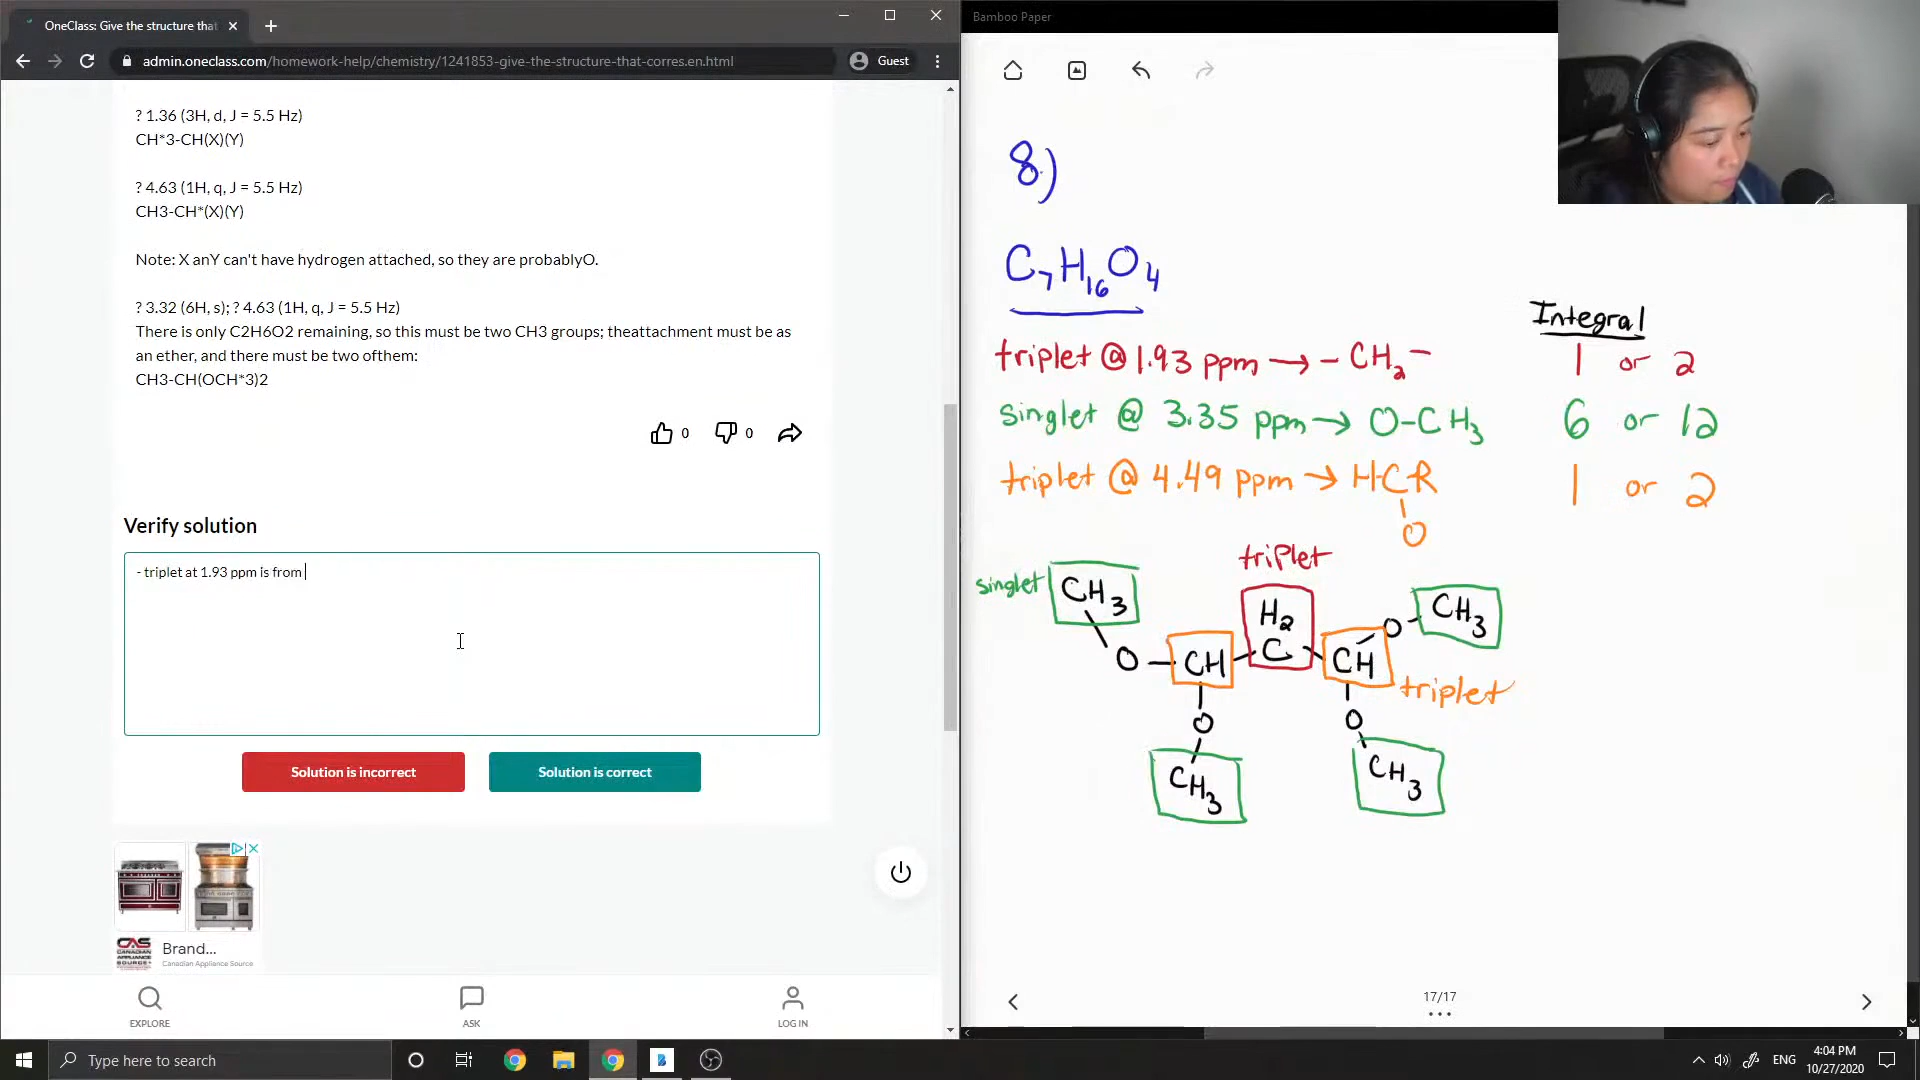 OneClass: Give the structure that
admin.oneclass.com/homework-help/chemistry/1241853-give-the-structure-that-corres.en.html
Guest
? 1.36 (3H, d, J = 5.5 Hz)
CH*3-CH(X)(Y)
? 4.63 (1H, q, J = 5.5 Hz)
CH3-CH*(X)(Y)
Note: X anY can't have hydrogen attached, so they are probablyO.
? 3.32 (6H, s); ? 4.63 (1H, q, J = 5.5 Hz)
There is only C2H6O2 remaining, so this must be two CH3 groups; theattachment must be as
an ether, and there must be two ofthem:
CH3-CH(OCH*3)2
0
0
Verify solution
- triplet at 1.93 ppm is from
Solution is incorrect
Solution is correct
CAS
CANADIAN
APPLIANCE
SOURCE
Brand...
Canadian Appliance Source
EXPLORE
ASK
LOG IN
Bamboo Paper
8)
C7H16O4
Integral
triplet @ 1.93 ppm → - CH2 - 1 or 2
singlet @ 3.35 ppm → O-CH3 6 or 12
triplet @ 4.49 ppm → HCR 1 or 2
O
triplet
singlet CH3 H2 CH3
O
O CH C CH
triplet
O O
CH3 CH3
17/17
Type here to search
ENG
4:04 PM
10/27/2020